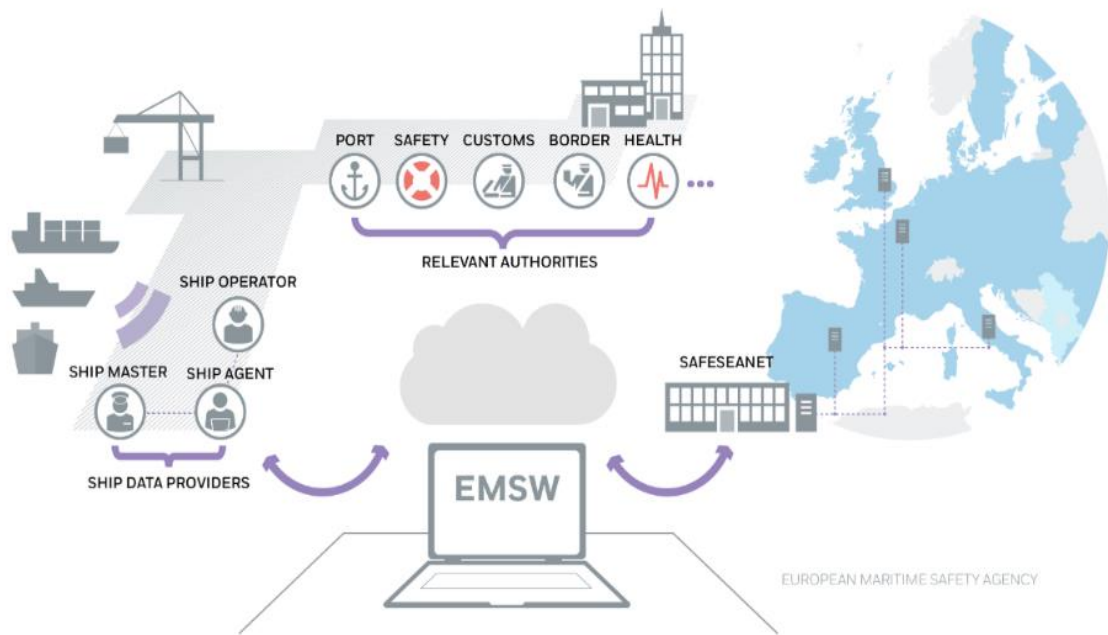 PORT SAFETY CUSTOMS BORDER HEALTH
RELEVANT AUTHORITIES
SHIP OPERATOR
SHIP MASTER SHIP AGENT
SHIP DATA PROVIDERS
EMSW
SAFESEANET
EUROPEAN MARITIME SAFETY AGENCY